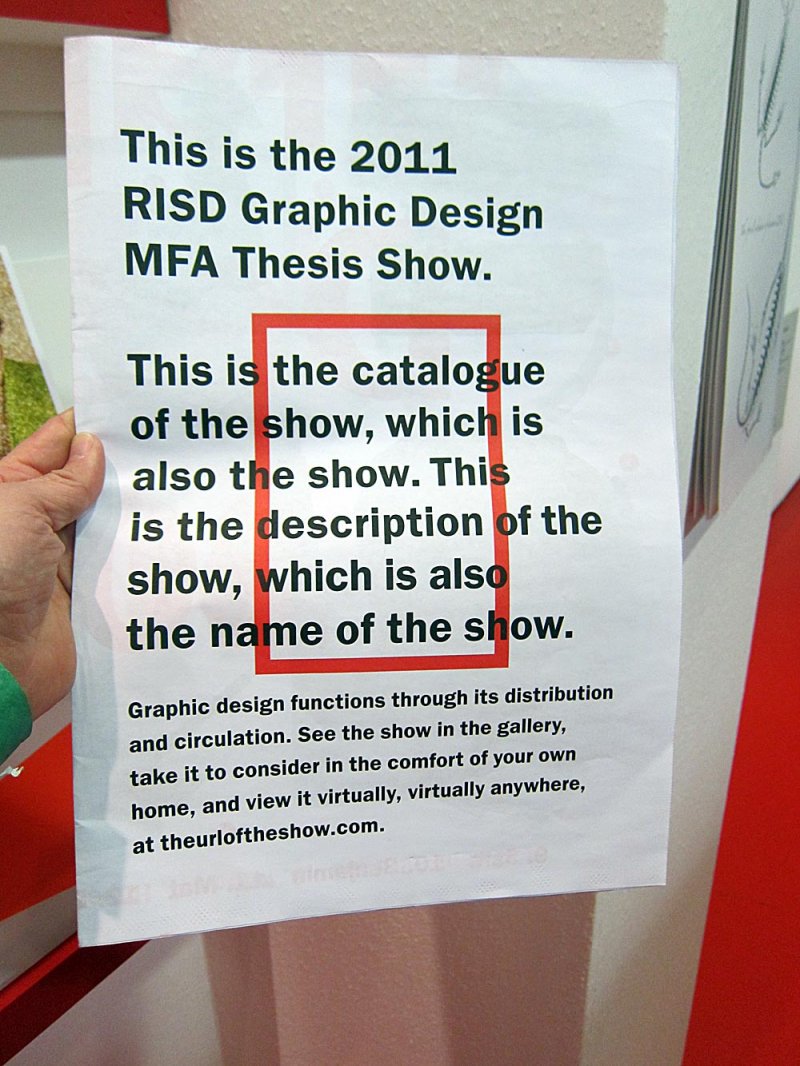 This is the 2011
RISD Graphic Design
MFA Thesis Show.
This is the catalogue
of the show, which is
also the show. This
is the description of the
show, which is also
the name of the show.
Graphic design functions through its distribution
and circulation. See the show in the gallery,
take it to consider in the comfort of your own
home, and view it virtually, virtually anywhere,
at theurloftheshow.com.